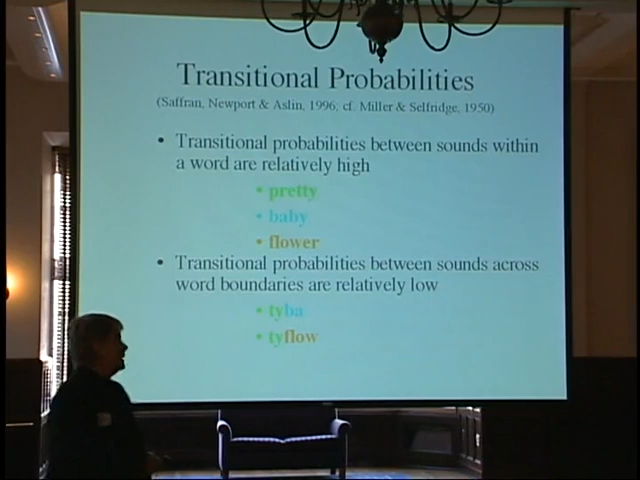 Transitional Probabilities
(Saffran, Newport & Aslin, 1996; cf. Miller & Selfridge, 1950)
• Transitional probabilities between sounds within
a word are relatively high
• pretty
• baby
• flower
• Transitional probabilities between sounds across
word boundaries are relatively low
• tyba
• tyflow